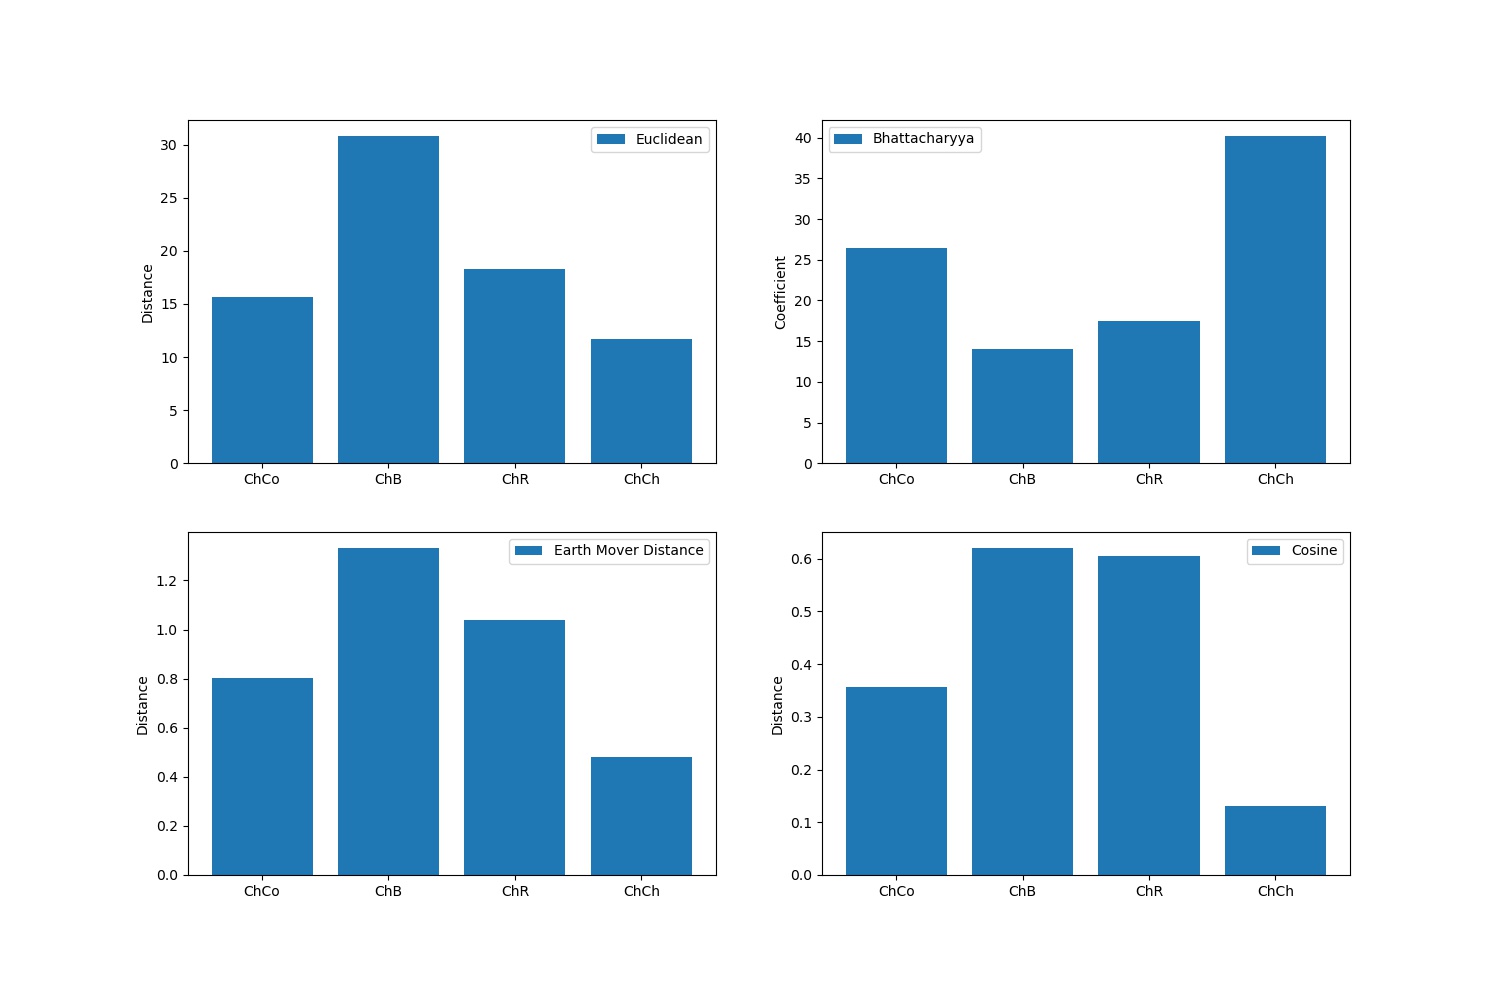 Euclidean
Distance
30
25
20
15
10
5
0
ChCo ChB ChR ChCh
Bhattacharyya
Coefficient
40
35
30
25
20
15
10
5
0
ChCo ChB ChR ChCh
Earth Mover Distance
Distance
1.2
1.0
0.8
0.6
0.4
0.2
0.0
ChCo ChB ChR ChCh
Cosine
Distance
0.6
0.5
0.4
0.3
0.2
0.1
0.0
ChCo ChB ChR ChCh